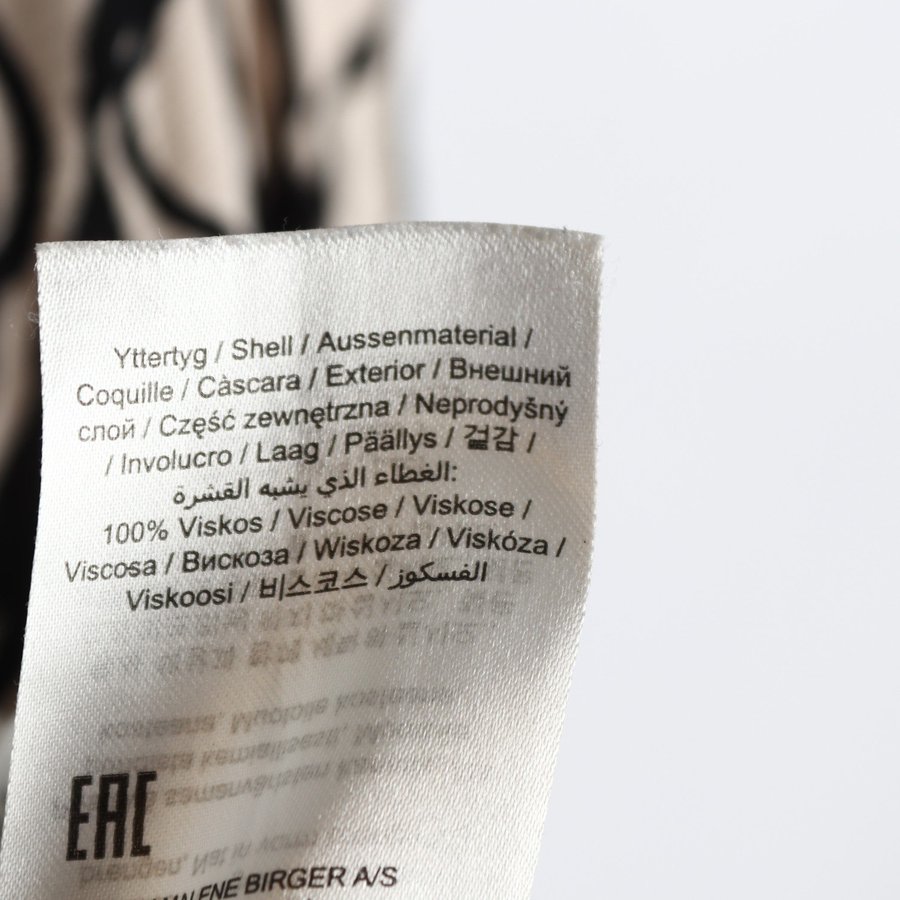 Yttertyg / Shell / Aussenmaterial /
Coquille / Càscara / Exterior / Внешний
слой / Część zewnętrzna / Neprodyšný
/ Involucro / Laag / Päällys / 겉감 /
الغطاء الذي يشبه القشرة:
100% Viskos / Viscose / Viskose /
Viscosa / Вискоза / Wiskoza / Viskóza /
Viskoosi / 비스코스 / الفسكوز
EAC
BIRGER A/S